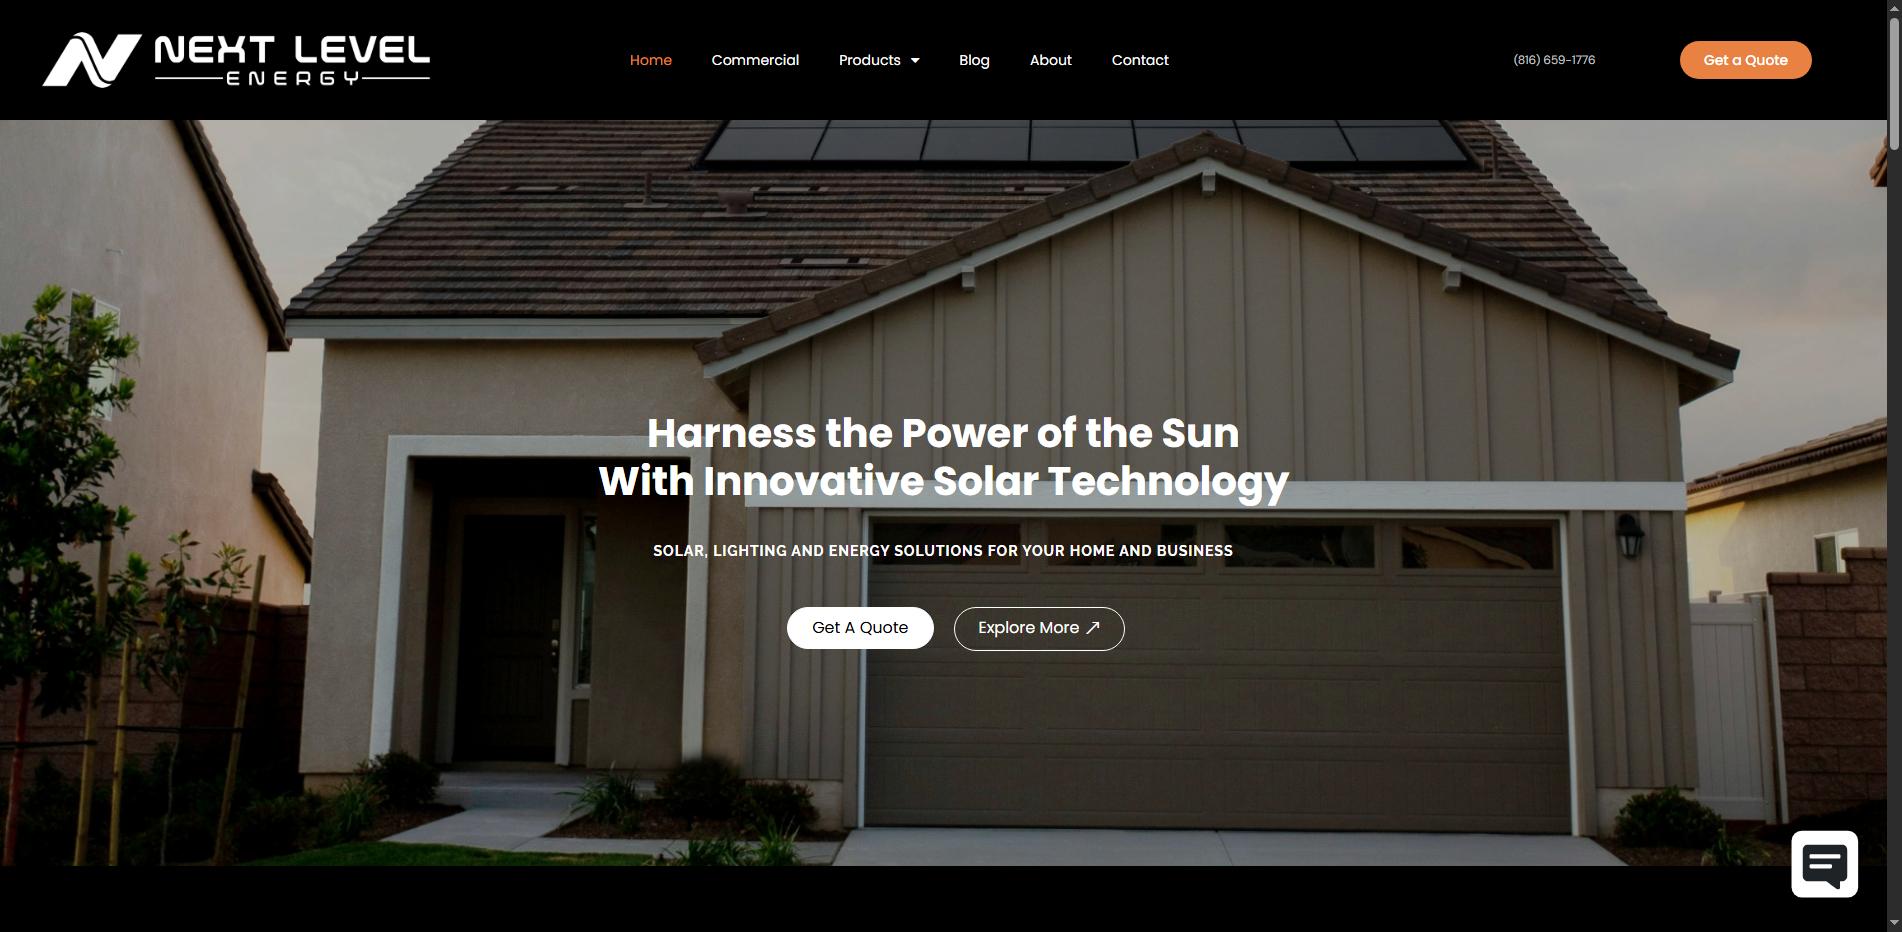 NEXT LEVEL
ENERGY
Home
Commercial
Products
Blog
About
Contact
(816) 659-1776
Get a Quote
Harness the Power of the Sun
With Innovative Solar Technology
SOLAR, LIGHTING AND ENERGY SOLUTIONS FOR YOUR HOME AND BUSINESS
Get A Quote
Explore More ↗